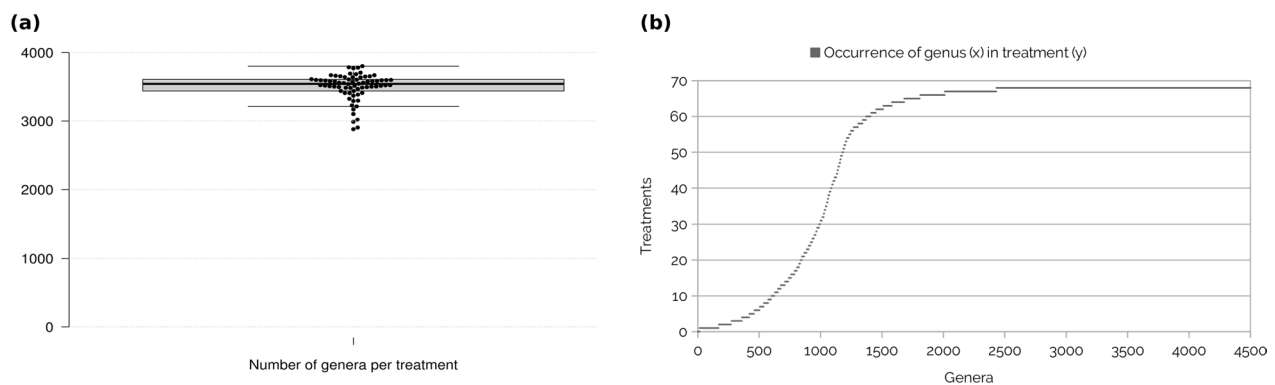 (a)
4000
3000
2000
1000
0
Number of genera per treatment
(b)
Occurrence of genus (x) in treatment (y)
70
60
50
40
30
20
10
0
Treatments
0 500 1000 1500 2000 2500 3000 3500 4000 4500
Genera